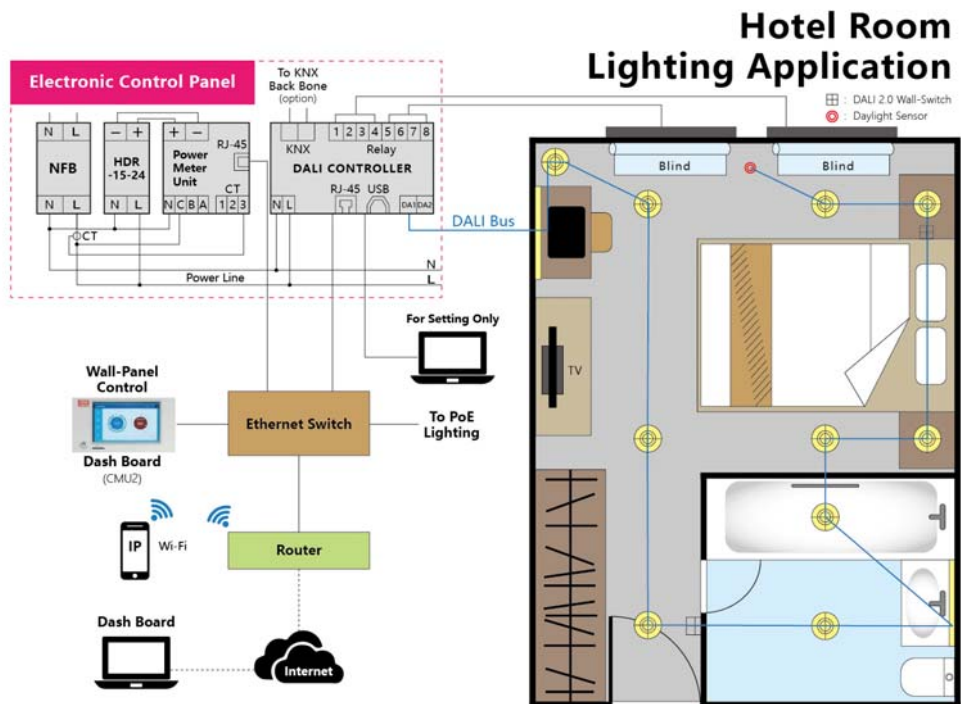 Hotel Room
Lighting Application
: DALI 2.0 Wall-Switch
: Daylight Sensor
Electronic Control Panel
To KNX
Back Bone
(option)
N L
NFB
N L
CT
− +
HDR
-15-24
N L
+ −
Power
Meter
Unit
RJ-45
CT
N C B A 1 2 3
KNX
1 2 3 4 5 6 7 8
Relay
DALI CONTROLLER
RJ-45 USB
N L
DA1 DA2
DALI Bus
N
Power Line
L
For Setting Only
Wall-Panel
Control
Dash Board
(CMU2)
Ethernet Switch
To PoE
Lighting
IP
Wi-Fi
Router
Dash Board
Internet
Blind
Blind
TV